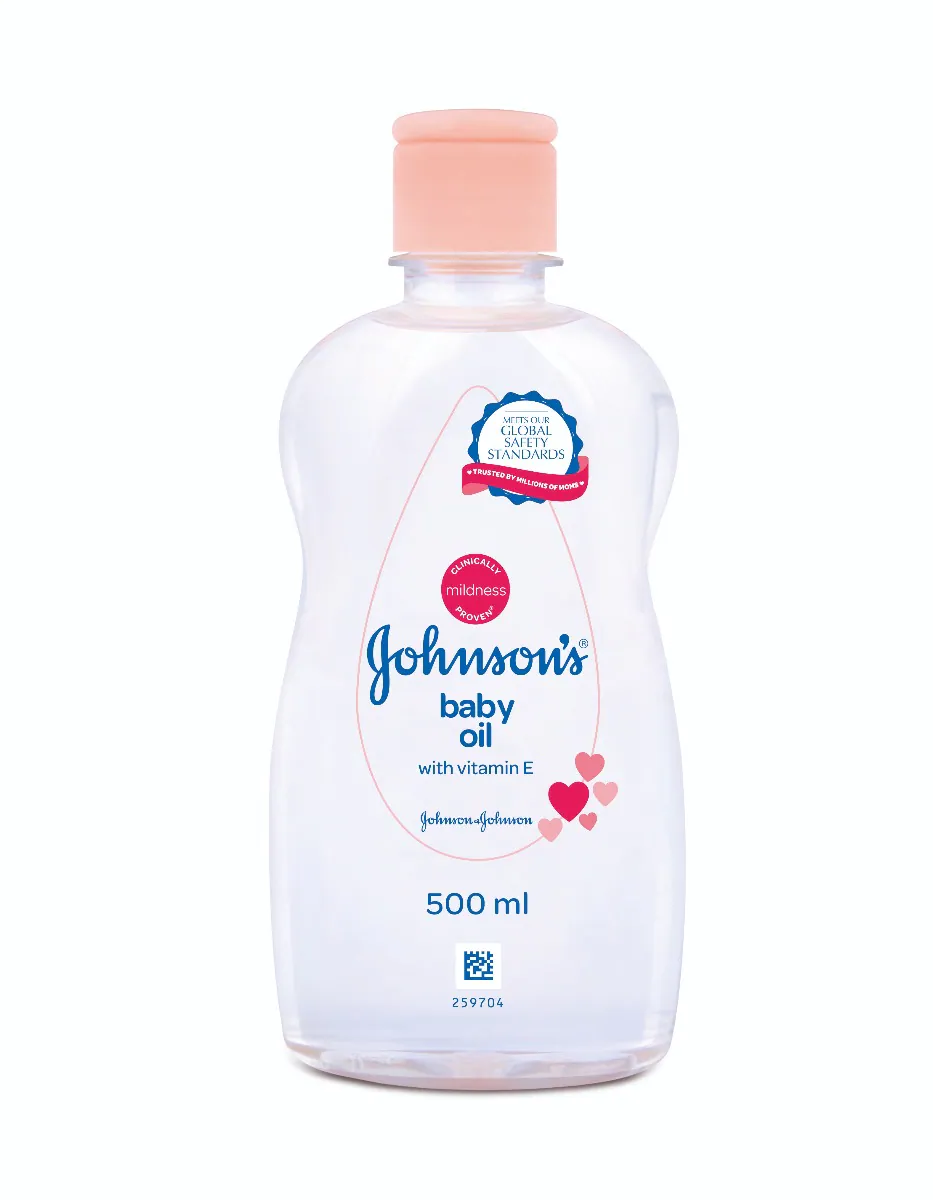 MEETS OUR
GLOBAL
SAFETY
STANDARDS
TRUSTED BY MILLIONS OF MOMS
CLINICALLY
mildness
PROVEN®
Johnson's®
baby
oil
with vitamin E
Johnson & Johnson
500 ml
259704